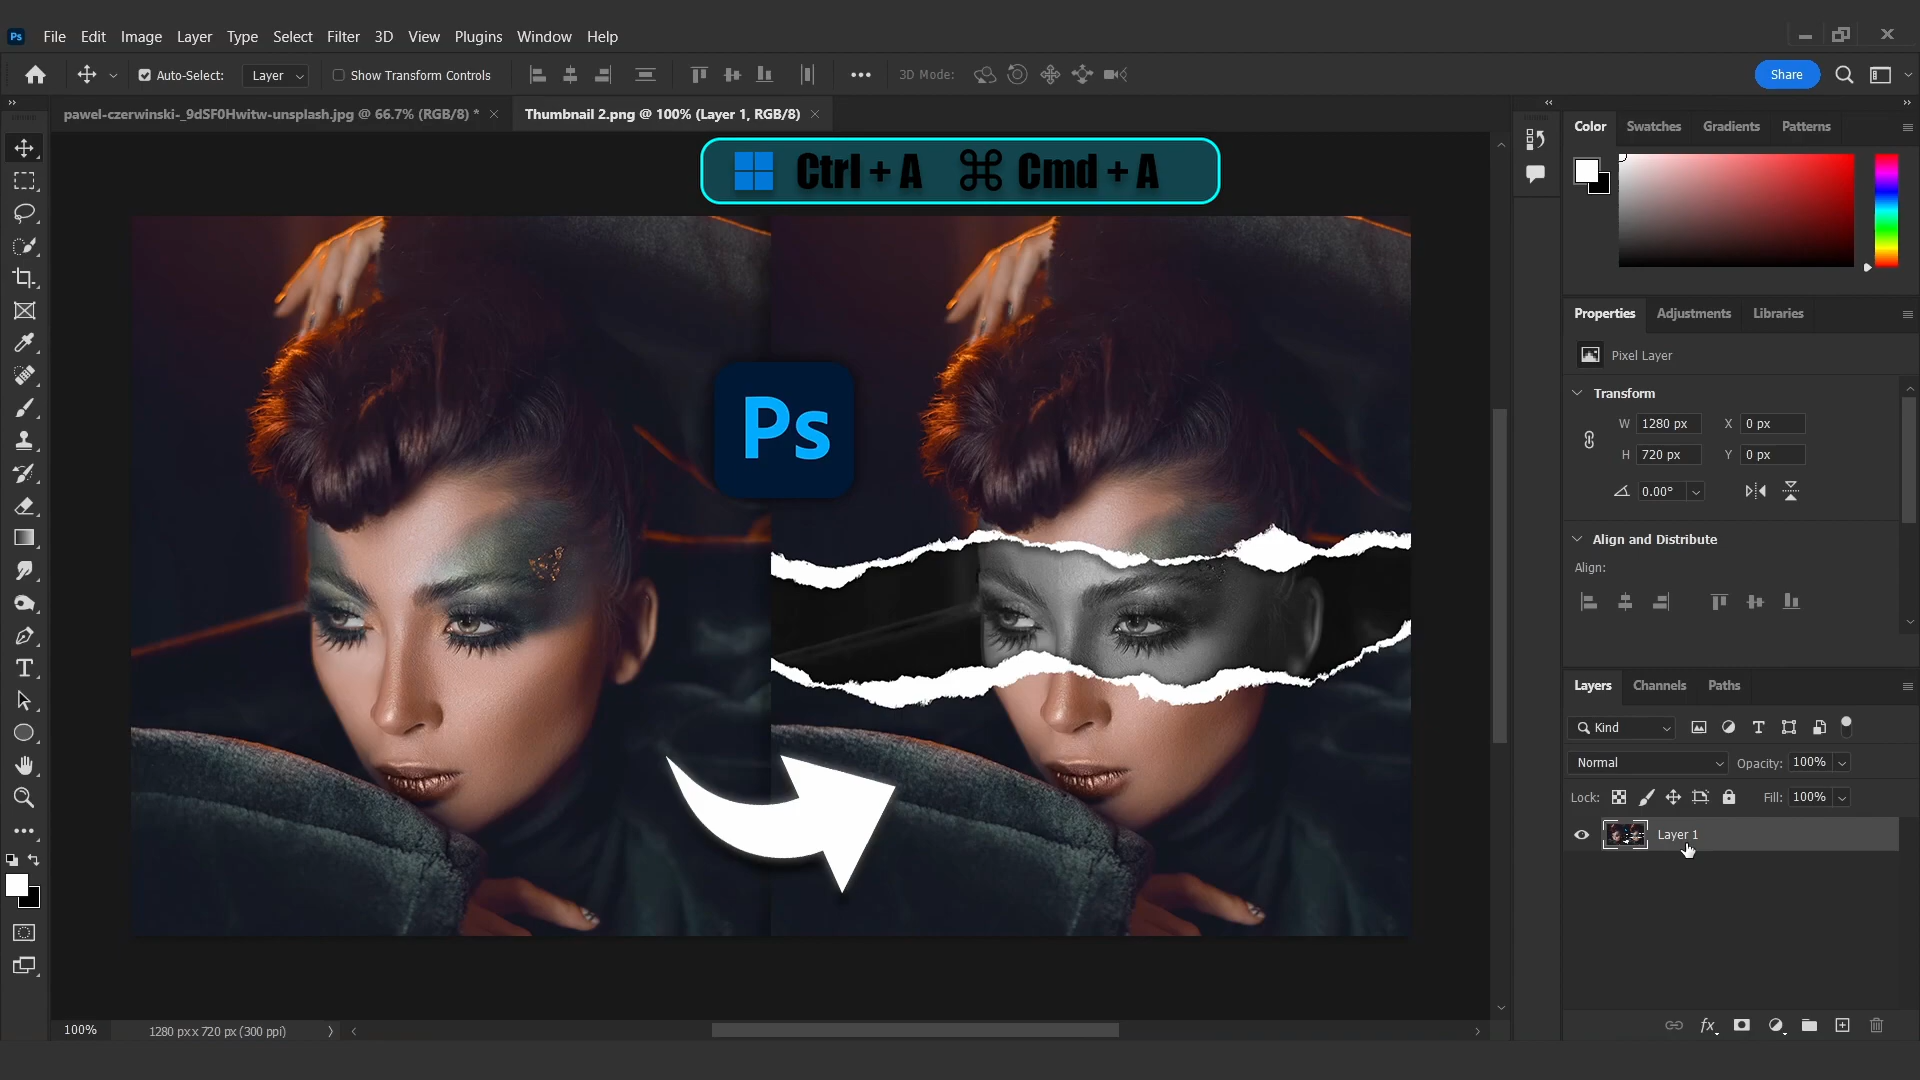 Ps File Edit Image Layer Type Select Filter 3D View Plugins Window Help
Auto-Select: Layer Show Transform Controls 3D Mode: Share
pawel-czerwinski-_9dSF0Hwitw-unsplash.jpg @ 66.7% (RGB/8) *
Thumbnail 2.png @ 100% (Layer 1, RGB/8)
Ctrl + A ⌘ Cmd + A
Ps
Color Swatches Gradients Patterns
Properties Adjustments Libraries
Pixel Layer
Transform
W 1280 px X 0 px
H 720 px Y 0 px
0.00°
Align and Distribute
Align:
Layers Channels Paths
Kind
Normal Opacity: 100%
Lock: Fill: 100%
Layer 1
fx
100% 1280 px x 720 px (300 ppi)